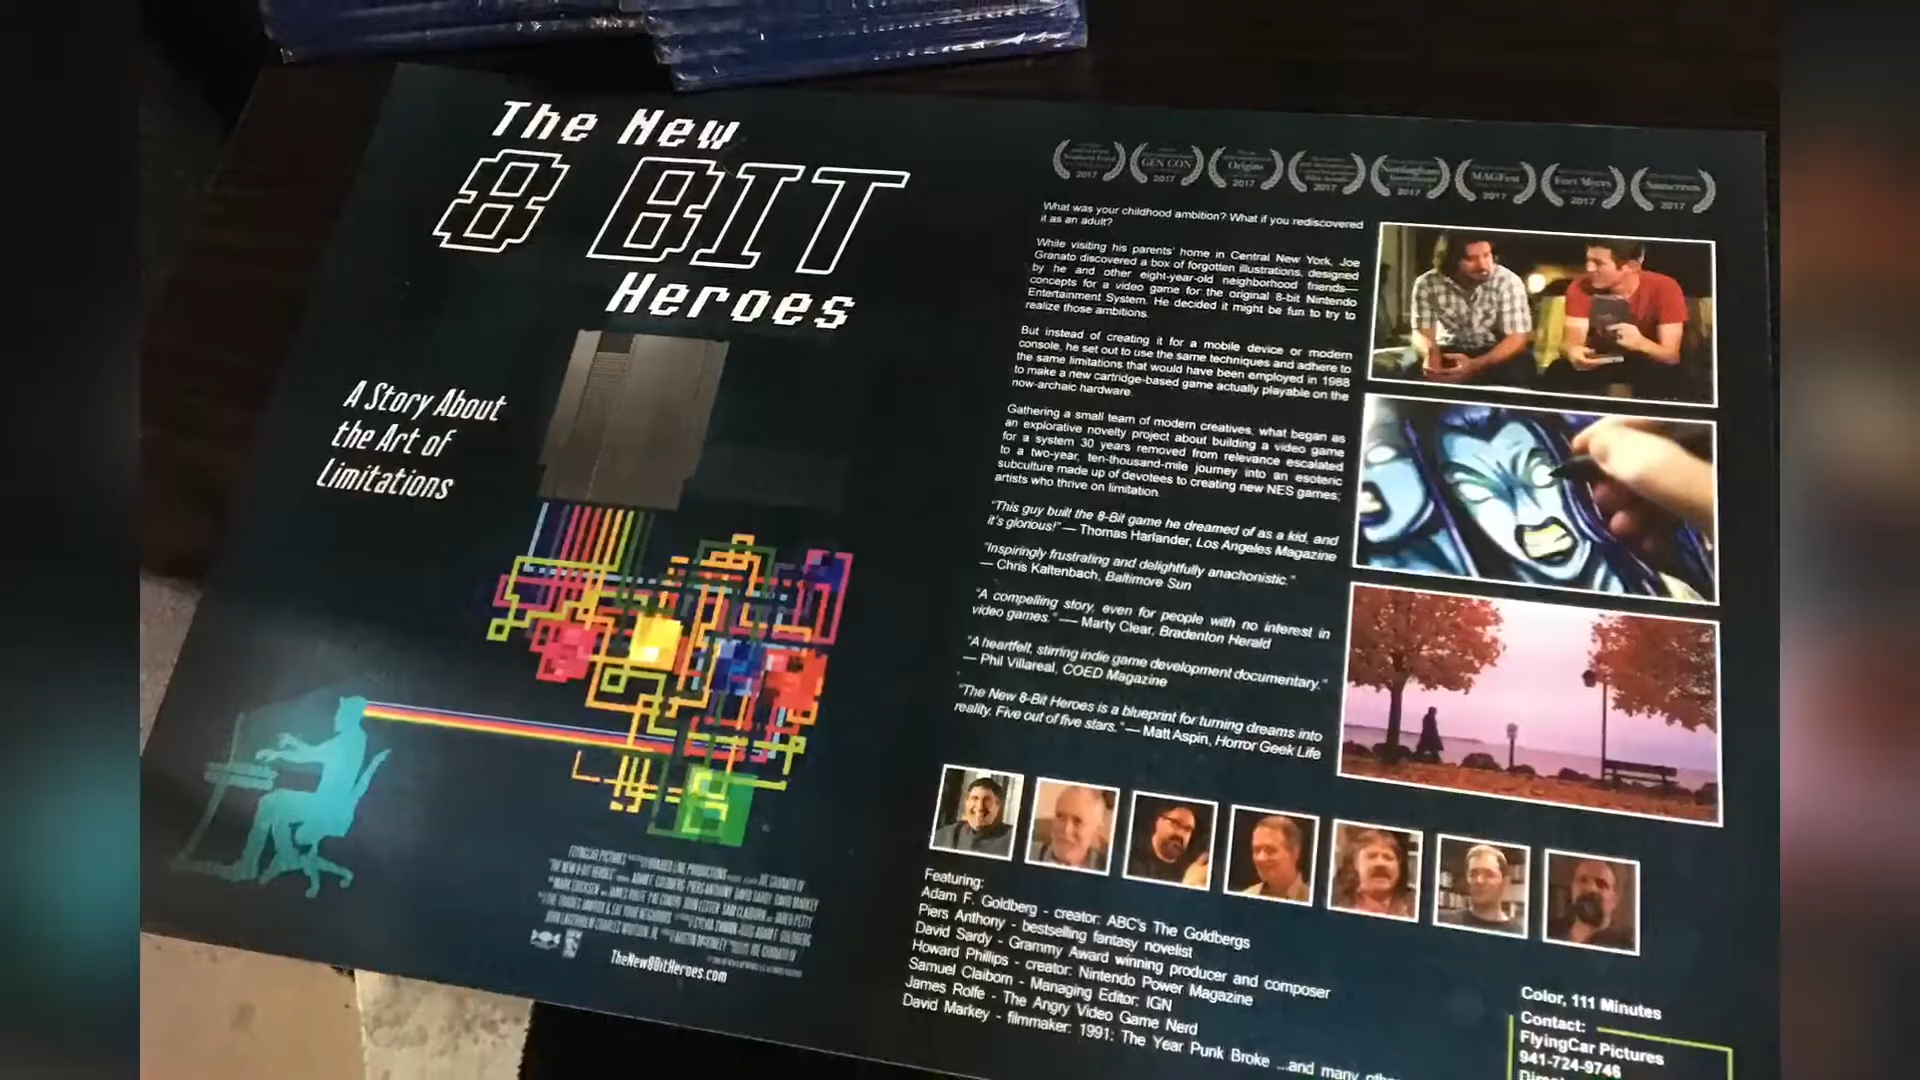 The New
8 BIT
Heroes
A Story About
the Art of
Limitations
TheNew8BitHeroes.com
2017
GEN CON
2017
Origins
2017
2017
Nottingham
2017
MAGFest
2017
Fort Myers
2017
Sunscreen
2017
What was your childhood ambition? What if you rediscovered
it as an adult?
While visiting his parents' home in Central New York, Joe
Granato discovered a box of forgotten illustrations, designed
by he and other eight-year-old neighborhood friends—
concepts for a video game for the original 8-bit Nintendo
Entertainment System. He decided it might be fun to try to
realize those ambitions.
But instead of creating it for a mobile device or modern
console, he set out to use the same techniques and adhere to
the same limitations that would have been employed in 1988
to make a new cartridge-based game actually playable on the
now-archaic hardware.
Gathering a small team of modern creatives, what began as
an explorative novelty project about building a video game
for a system 30 years removed from relevance escalated
to a two-year, ten-thousand-mile journey into an esoteric
subculture made up of devotees to creating new NES games;
artists who thrive on limitation.
"This guy built the 8-Bit game he dreamed of as a kid, and
it's glorious!" — Thomas Harlander, Los Angeles Magazine
"Inspiringly frustrating and delightfully anachronistic."
— Chris Kaltenbach, Baltimore Sun
"A compelling story, even for people with no interest in
video games." — Marty Clear, Bradenton Herald
"A heartfelt, stirring indie game development documentary."
— Phil Villareal, COED Magazine
"The New 8-Bit Heroes is a blueprint for turning dreams into
reality. Five out of five stars." — Matt Aspin, Horror Geek Life
Featuring:
Adam F. Goldberg - creator: ABC's The Goldbergs
Piers Anthony - bestselling fantasy novelist
David Sardy - Grammy Award winning producer and composer
Howard Phillips - creator: Nintendo Power Magazine
Samuel Claiborn - Managing Editor: IGN
James Rolfe - The Angry Video Game Nerd
David Markey - filmmaker: 1991: The Year Punk Broke ...and many
Color, 111 Minutes
Contact:
FlyingCar Pictures
941-724-9746